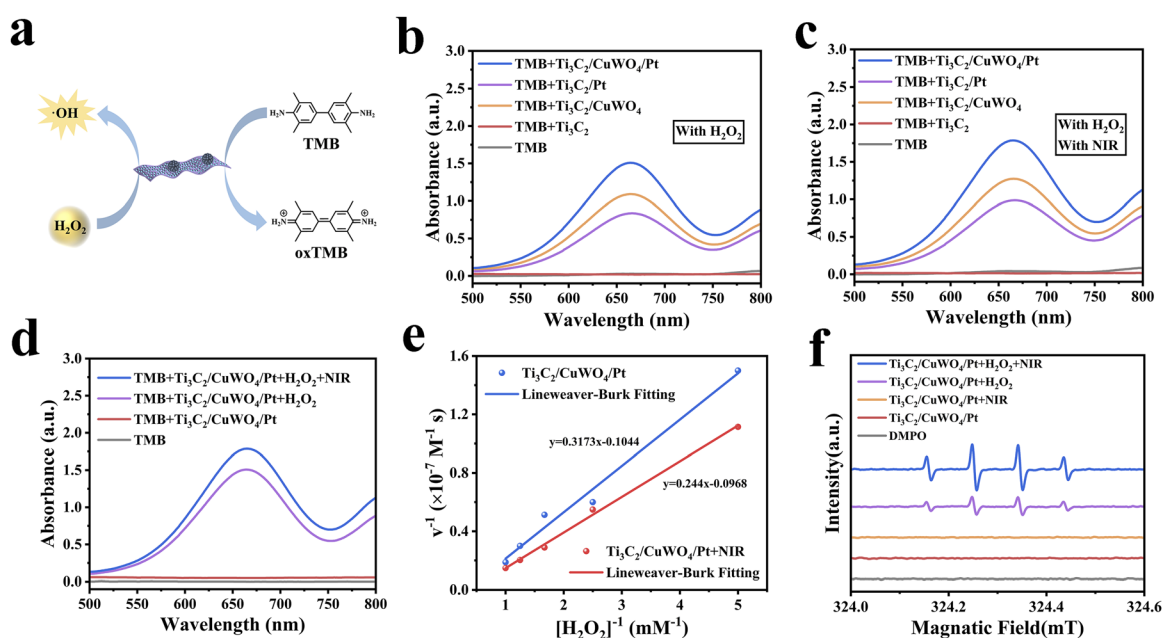 a
·OH
H₂O₂
H₂N
NH₂
TMB
H₂N
⊕
NH₂
⊕
oxTMB
b
TMB+Ti₃C₂/CuWO₄/Pt
TMB+Ti₃C₂/Pt
TMB+Ti₃C₂/CuWO₄
TMB+Ti₃C₂
TMB
With H₂O₂
Absorbance (a.u.)
3.0
2.5
2.0
1.5
1.0
0.5
0.0
500 550 600 650 700 750 800
Wavelength (nm)
c
TMB+Ti₃C₂/CuWO₄/Pt
TMB+Ti₃C₂/Pt
TMB+Ti₃C₂/CuWO₄
TMB+Ti₃C₂
TMB
With H₂O₂
With NIR
Absorbance (a.u.)
3.0
2.5
2.0
1.5
1.0
0.5
0.0
500 550 600 650 700 750 800
Wavelength (nm)
d
TMB+Ti₃C₂/CuWO₄/Pt+H₂O₂+NIR
TMB+Ti₃C₂/CuWO₄/Pt+H₂O₂
TMB+Ti₃C₂/CuWO₄/Pt
TMB
Absorbance (a.u.)
3.0
2.5
2.0
1.5
1.0
0.5
0.0
500 550 600 650 700 750 800
Wavelength (nm)
e
Ti₃C₂/CuWO₄/Pt
Lineweaver-Burk Fitting
y=0.3173x-0.1044
y=0.244x-0.0968
Ti₃C₂/CuWO₄/Pt+NIR
Lineweaver-Burk Fitting
v⁻¹ (×10⁻⁷ M⁻¹ s)
1.6
1.2
0.8
0.4
0.0
1 2 3 4 5
[H₂O₂]⁻¹ (mM⁻¹)
f
Ti₃C₂/CuWO₄/Pt+H₂O₂+NIR
Ti₃C₂/CuWO₄/Pt+H₂O₂
Ti₃C₂/CuWO₄/Pt+NIR
Ti₃C₂/CuWO₄/Pt
DMPO
Intensity(a.u.)
324.0 324.2 324.4 324.6
Magnetic Field(mT)